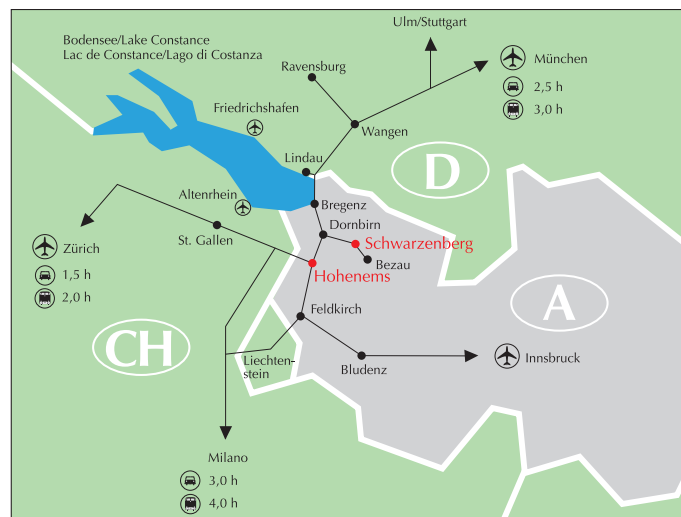 Ulm/Stuttgart
Bodensee/Lake Constance
Lac de Constance/Lago di Costanza
München
2,5 h
3,0 h
Ravensburg
Friedrichshafen
Wangen
Lindau
D
Altenrhein
Bregenz
Dornbirn
St. Gallen
Schwarzenberg
Zürich
1,5 h
2,0 h
Bezau
Hohenems
A
Feldkirch
CH
Liechten-
stein
Bludenz
Innsbruck
Milano
3,0 h
4,0 h